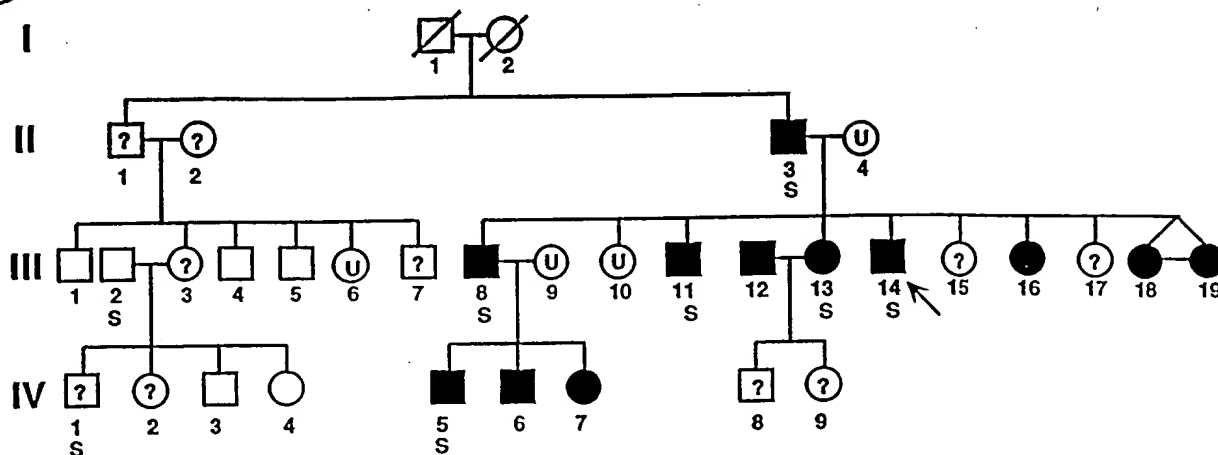 I
1 2
II
? ? U
1 2 3 4
S
III
? U ? U U ? ?
1 2 3 4 5 6 7 8 9 10 11 12 13 14 15 16 17 18 19
S S S S S
IV
? ? ? ?
1 2 3 4 5 6 7 8 9
S S